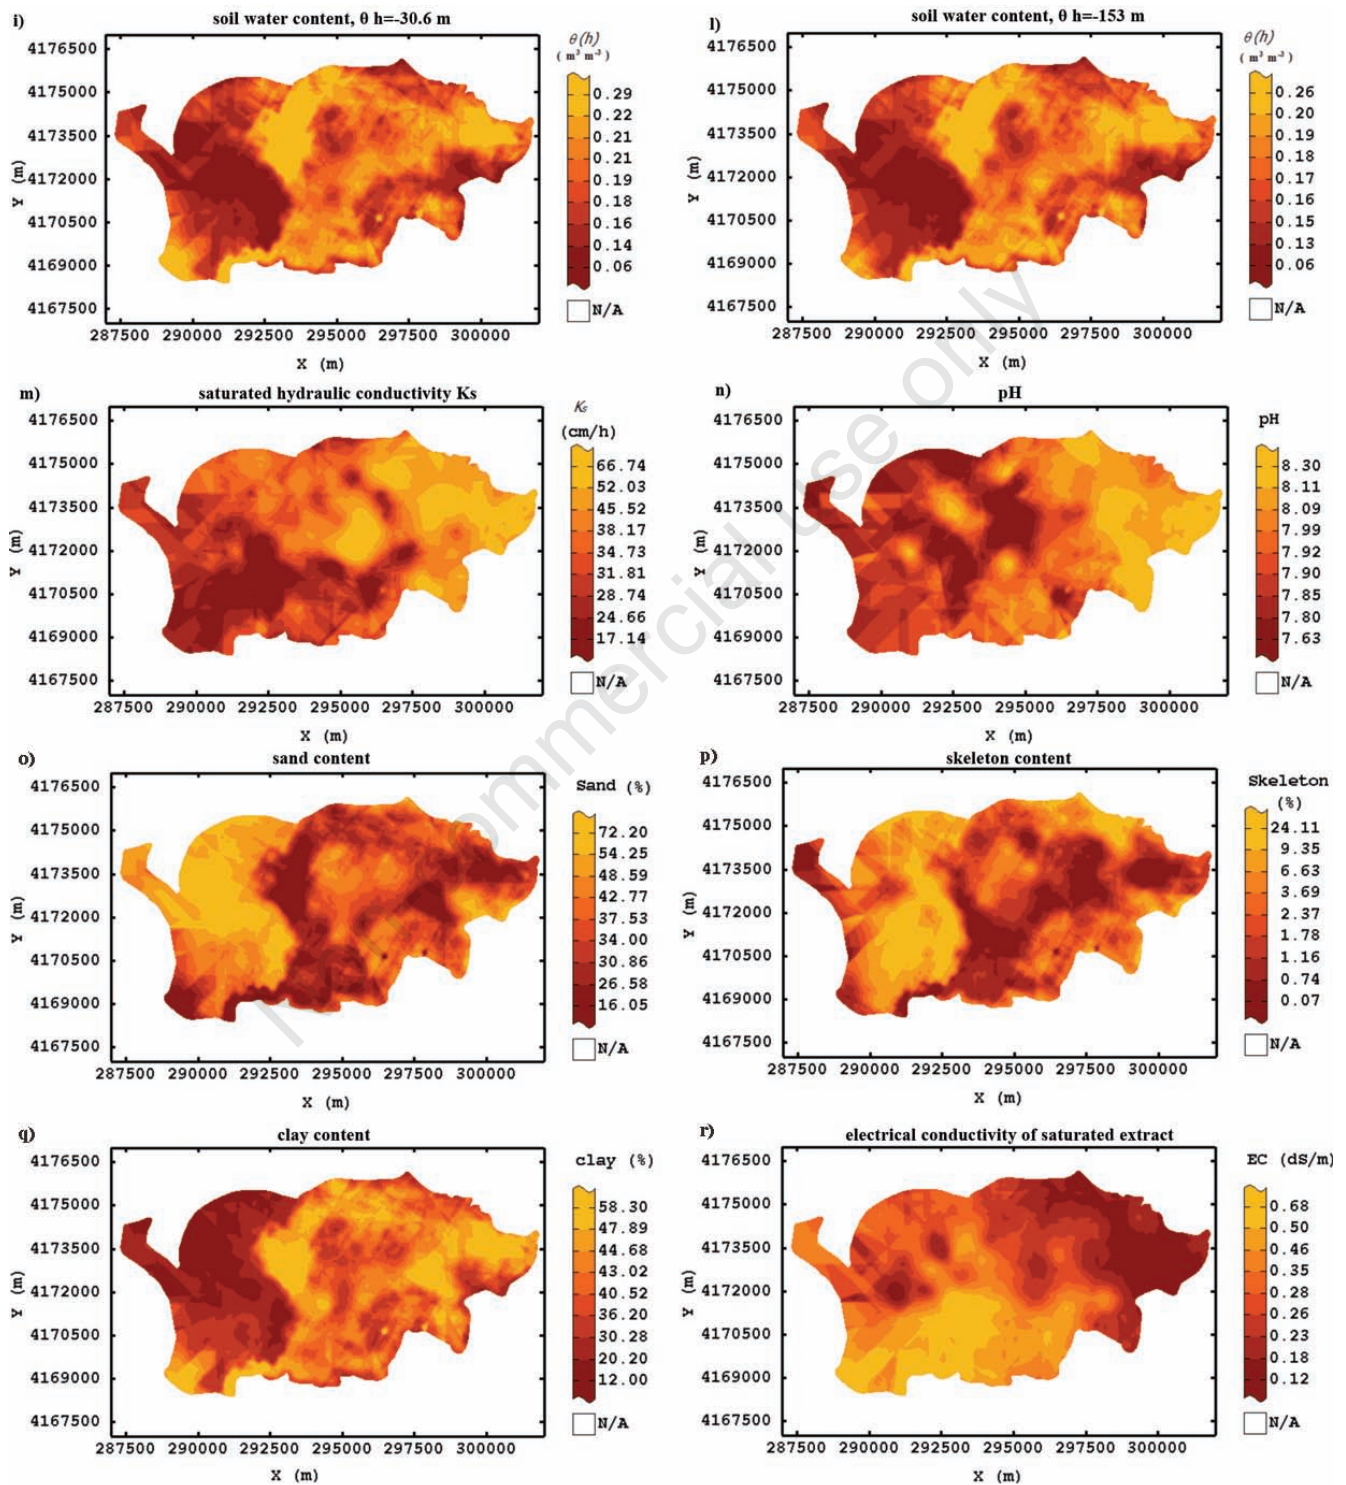 i)
soil water content, θ h=-30.6 m
θ(h)
( m³ m⁻³ )
4176500
4175000
4173500
4172000
4170500
4169000
4167500
Y (m)
0.29
0.22
0.21
0.21
0.19
0.18
0.16
0.14
0.06
N/A
287500 290000 292500 295000 297500 300000
X (m)
l)
soil water content, θ h=-153 m
θ(h)
( m³ m⁻³ )
4176500
4175000
4173500
4172000
4170500
4169000
4167500
Y (m)
0.26
0.20
0.19
0.18
0.17
0.16
0.15
0.13
0.06
N/A
287500 290000 292500 295000 297500 300000
X (m)
m)
saturated hydraulic conductivity Ks
Ks
(cm/h)
4176500
4175000
4173500
4172000
4170500
4169000
4167500
Y (m)
66.74
52.03
45.52
38.17
34.73
31.81
28.74
24.66
17.14
N/A
287500 290000 292500 295000 297500 300000
X (m)
n)
pH
pH
4176500
4175000
4173500
4172000
4170500
4169000
4167500
Y (m)
8.30
8.11
8.09
7.99
7.92
7.90
7.85
7.80
7.63
N/A
287500 290000 292500 295000 297500 300000
X (m)
o)
sand content
Sand (%)
4176500
4175000
4173500
4172000
4170500
4169000
4167500
Y (m)
72.20
54.25
48.59
42.77
37.53
34.00
30.86
26.58
16.05
N/A
287500 290000 292500 295000 297500 300000
X (m)
p)
skeleton content
Skeleton
(%)
4176500
4175000
4173500
4172000
4170500
4169000
4167500
Y (m)
24.11
9.35
6.63
3.69
2.37
1.78
1.16
0.74
0.07
N/A
287500 290000 292500 295000 297500 300000
X (m)
q)
clay content
clay (%)
4176500
4175000
4173500
4172000
4170500
4169000
4167500
Y (m)
58.30
47.89
44.68
43.02
40.52
36.20
30.28
20.20
12.00
N/A
287500 290000 292500 295000 297500 300000
X (m)
r)
electrical conductivity of saturated extract
EC (dS/m)
4176500
4175000
4173500
4172000
4170500
4169000
4167500
Y (m)
0.68
0.50
0.46
0.35
0.28
0.26
0.23
0.18
0.12
N/A
287500 290000 292500 295000 297500 300000
X (m)
commercial use only